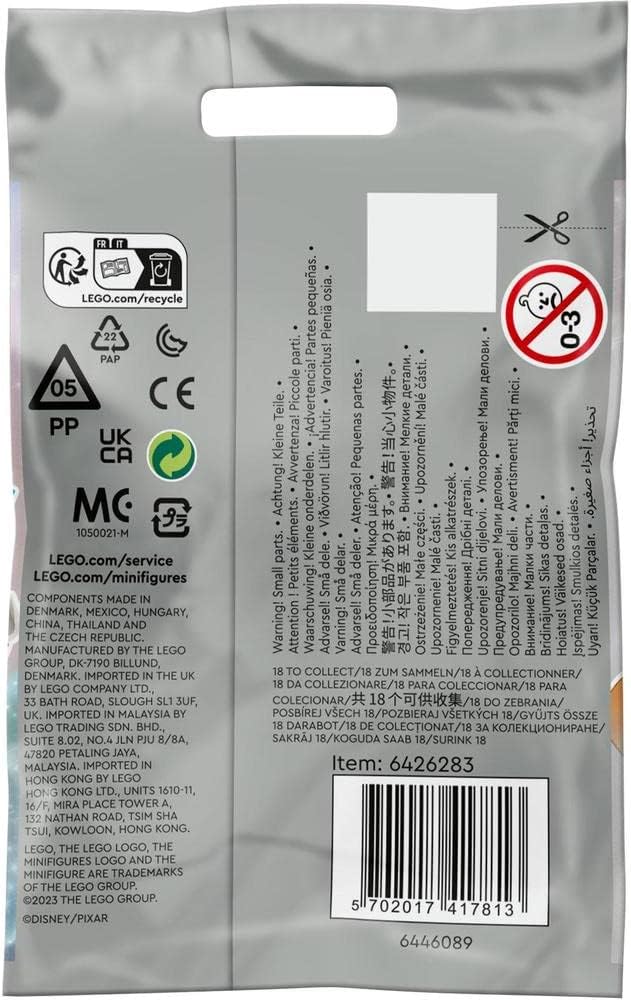 FR IT
LEGO.com/recycle
22
PAP
05
PP
CE
UK
CA
MC
1050021-M
LEGO.com/service
LEGO.com/minifigures
COMPONENTS MADE IN
DENMARK, MEXICO, HUNGARY,
CHINA, THAILAND AND
THE CZECH REPUBLIC.
MANUFACTURED BY THE LEGO
GROUP, DK-7190 BILLUND,
DENMARK. IMPORTED IN THE UK
BY LEGO COMPANY LTD.,
33 BATH ROAD, SLOUGH SL1 3UF,
UK. IMPORTED IN MALAYSIA BY
LEGO TRADING SDN. BHD.,
SUITE 8.02, NO.4 JLN PJU 8/8A,
47820 PETALING JAYA,
MALAYSIA. IMPORTED IN
HONG KONG BY LEGO
HONG KONG LTD., UNITS 1610-11,
16/F, MIRA PLACE TOWER A,
132 NATHAN ROAD, TSIM SHA
TSUI, KOWLOON, HONG KONG.
LEGO, THE LEGO LOGO, THE
MINIFIGURES LOGO AND THE
MINIFIGURE ARE TRADEMARKS
OF THE LEGO GROUP.
©2023 THE LEGO GROUP.
©DISNEY/PIXAR
0-3
Warning! Small parts. • Achtung! Kleine Teile. •
Attention ! Petits éléments. • Avvertenza! Piccole parti. •
Waarschuwing! Kleine onderdelen. • ¡Advertencia! Partes pequeñas. •
Advarsel! Små dele. • Viðvörun! Litlir hlutir. • Varoitus! Pieniä osia. •
Varning! Små delar. •
Advarsel! Små deler. • Atenção! Pequenas partes. •
Προειδοποίηση! Μικρά μέρη. •
警告!小部品があります。• 警告!当心小物件。•
경고! 작은 부품 포함. • Внимание! Мелкие детали. •
Ostrzeżenie! Małe części. • Upozornění! Malé části. •
Upozornenie! Malé časti. •
Figyelmeztetés! Kis alkatrészek. •
Попередження! Дрібні деталі. •
Upozorenje! Sitni dijelovi. • Упозорење! Мали делови. •
Предупредување! Мали делови. •
Opozorilo! Majhni deli. • Avertisment! Părți mici. •
Внимание! Малки части. •
Brīdinājums! Sīkas detaļas. •
Hoiatus! Väikesed osad. •
Įspėjimas! Smulkios detalės. •
Uyarı! Küçük Parçalar. • تحذير! أجزاء صغيرة. •
18 TO COLLECT/18 ZUM SAMMELN/18 À COLLECTIONNER/
18 DA COLLEZIONARE/18 PARA COLECCIONAR/18 PARA
COLECIONAR/共 18 个可供收集/18 DO ZEBRANIA/
POSBÍREJ VŠECH 18/POZBIERAJ VŠETKÝCH 18/GYŰJTS ÖSSZE
18 DARABOT/18 DE COLECȚIONAT/18 ЗА КОЛЕКЦИОНИРАНЕ/
SAKRĀJ 18/KOGUDA SAAB 18/SURINK 18
Item: 6426283
5 702017 417813
6446089